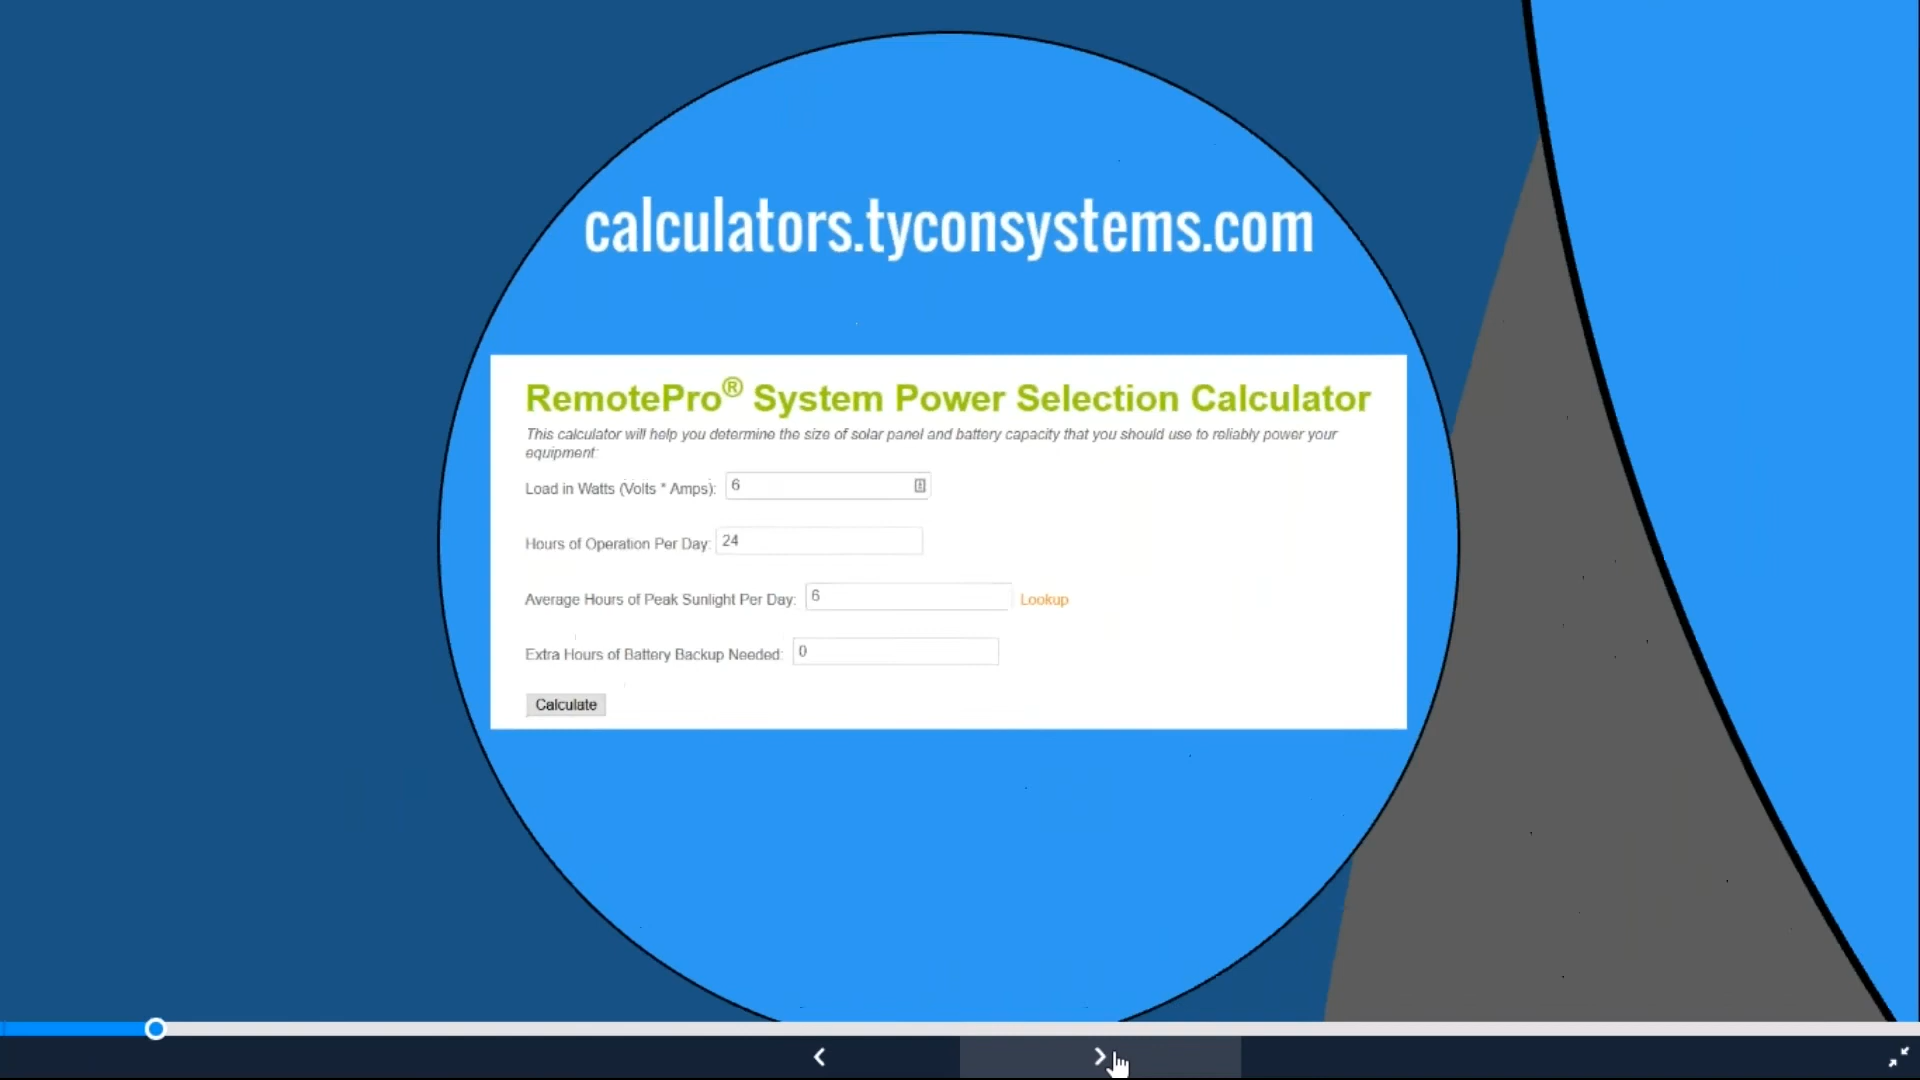 calculators.tyconsystems.com
RemotePro® System Power Selection Calculator
This calculator will help you determine the size of solar panel and battery capacity that you should use to reliably power your
equipment:
Load in Watts (Volts * Amps): 6
Hours of Operation Per Day: 24
Average Hours of Peak Sunlight Per Day: 6 Lookup
Extra Hours of Battery Backup Needed: 0
Calculate